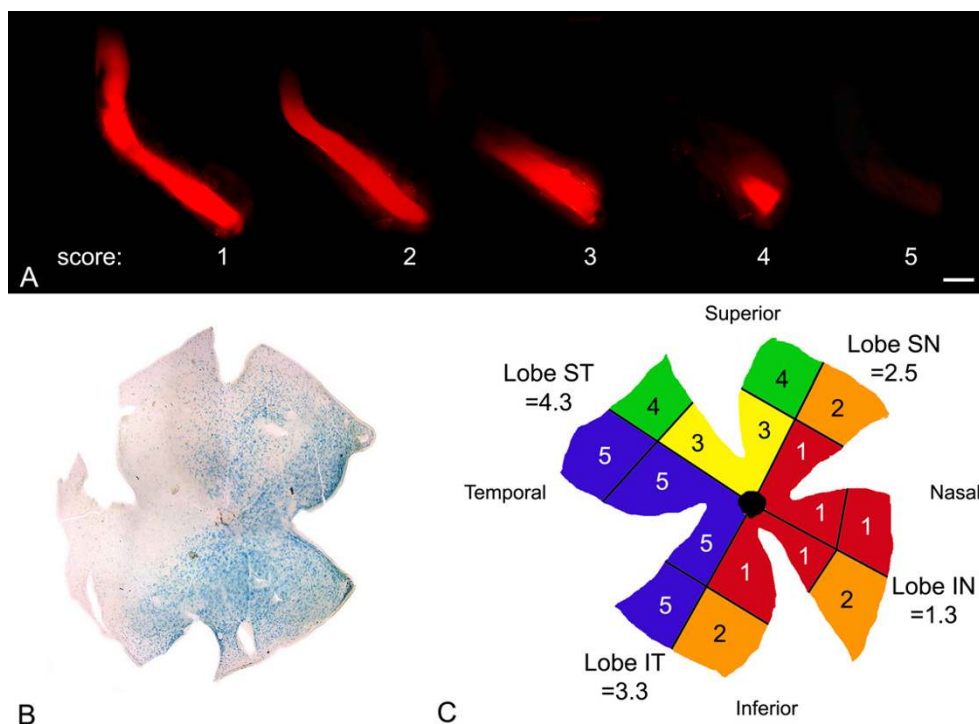 score: 1 2 3 4 5
A
Superior
Lobe ST
=4.3
Lobe SN
=2.5
4 4 2
3 3
5 5 1
Temporal
Nasal
1 1
5 1 1
5 2 2
Lobe IN
=1.3
Lobe IT
=3.3
Inferior
B C